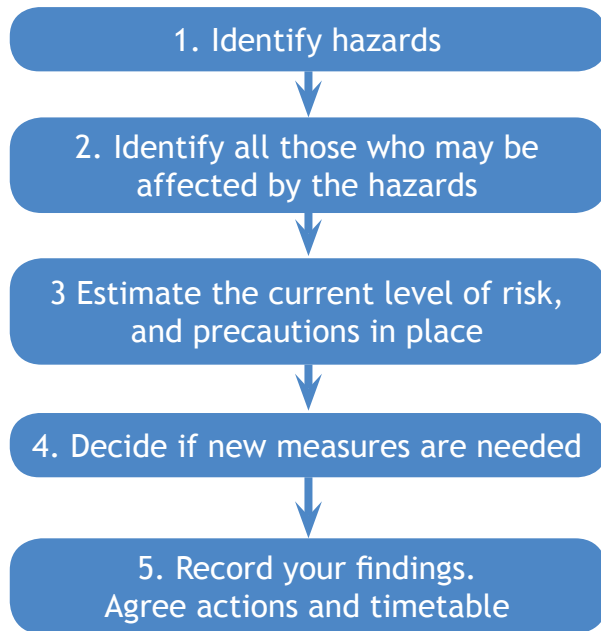 1. Identify hazards
2. Identify all those who may be
affected by the hazards
3 Estimate the current level of risk,
and precautions in place
4. Decide if new measures are needed
5. Record your findings.
Agree actions and timetable